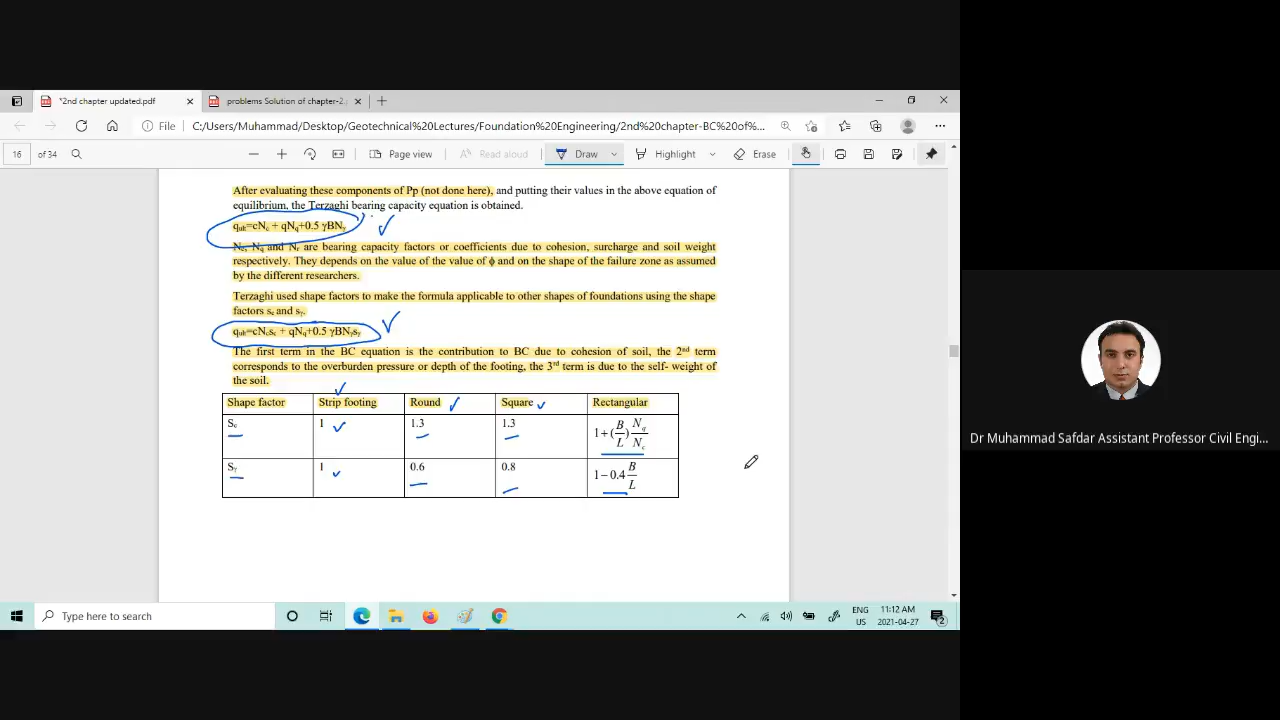 *2nd chapter updated.pdf
problems Solution of chapter-2.
File
C:/Users/Muhammad/Desktop/Geotechnical%20Lectures/Foundation%20Engineering/2nd%20chapter-BC%20of%...
16 of 34
Page view
Read aloud
Draw
Highlight
Erase
After evaluating these components of Pp (not done here), and putting their values in the above equation of
equilibrium, the Terzaghi bearing capacity equation is obtained.
qult=cNc + qNq+0.5 γBNγ
Nc, Nq and Nr are bearing capacity factors or coefficients due to cohesion, surcharge and soil weight
respectively. They depends on the value of the value of ϕ and on the shape of the failure zone as assumed
by the different researchers.
Terzaghi used shape factors to make the formula applicable to other shapes of foundations using the shape
factors sc and sγ.
qult=cNcsc + qNq+0.5 γBNγsγ
The first term in the BC equation is the contribution to BC due to cohesion of soil, the 2nd term
corresponds to the overburden pressure or depth of the footing, the 3rd term is due to the self- weight of
the soil.
Shape factor Strip footing Round Square Rectangular
Sc 1 1.3 1.3 1+(B/L)Nq/Nc
Sγ 1 0.6 0.8 1−0.4 B/L
Dr Muhammad Safdar Assistant Professor Civil Engi...
Type here to search
ENG
US
11:12 AM
2021-04-27
2